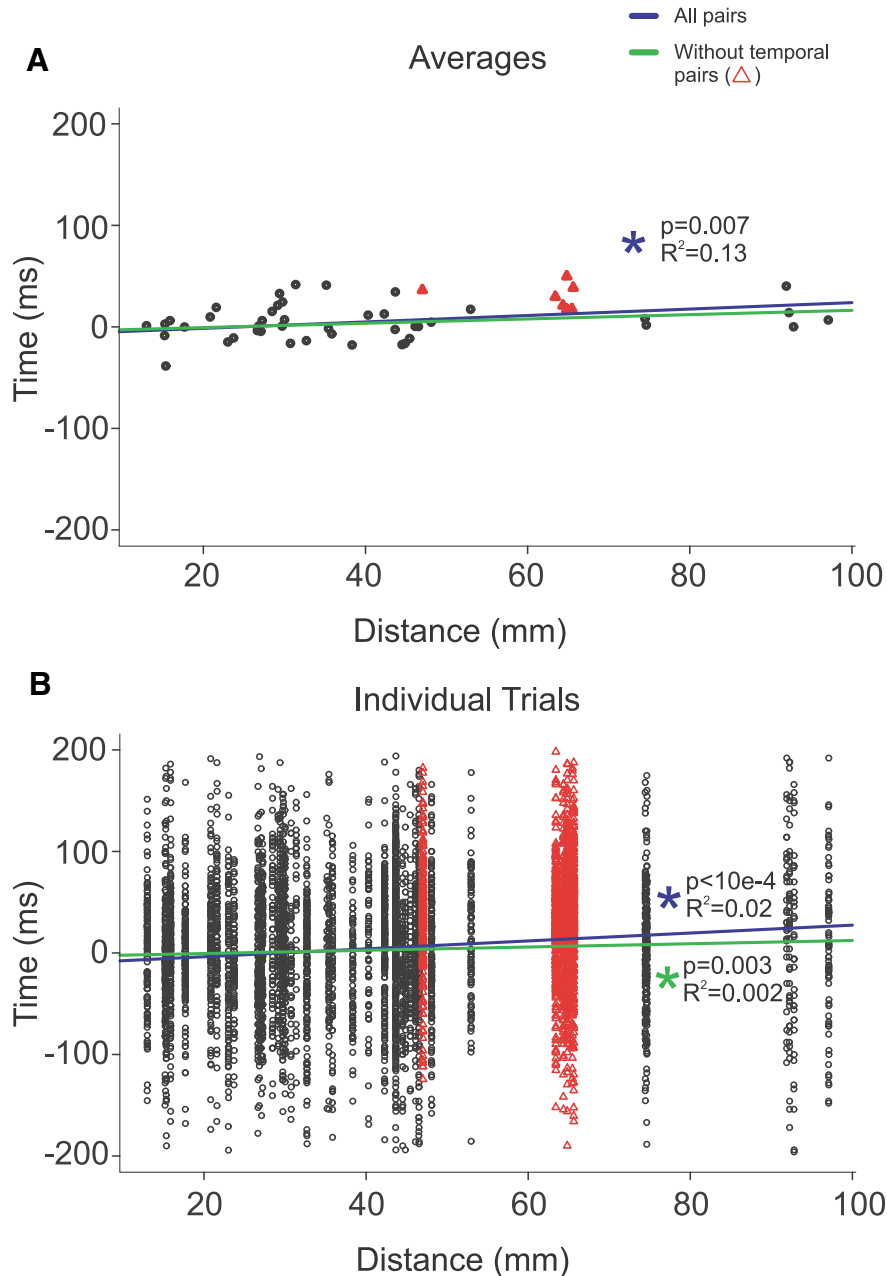 All pairs
A
Averages
Without temporal
pairs (△)
200
100
0
-100
-200
Time (ms)
p=0.007
R²=0.13
20 40 60 80 100
Distance (mm)
B
Individual Trials
200
100
0
-100
-200
Time (ms)
p<10e-4
R²=0.02
p=0.003
R²=0.002
20 40 60 80 100
Distance (mm)